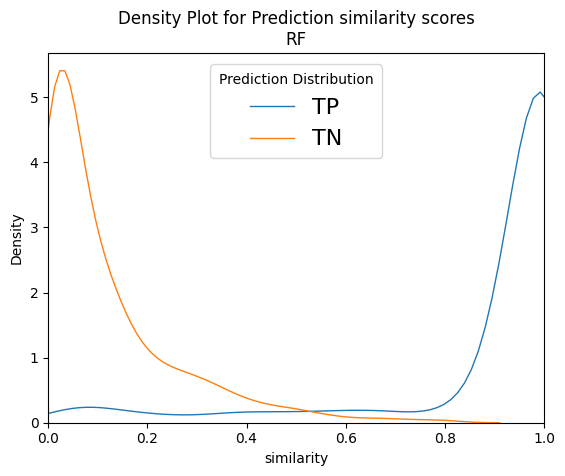 Density Plot for Prediction similarity scores
RF
Prediction Distribution
TP
TN
Density
5
4
3
2
1
0
0.0 0.2 0.4 0.6 0.8 1.0
similarity